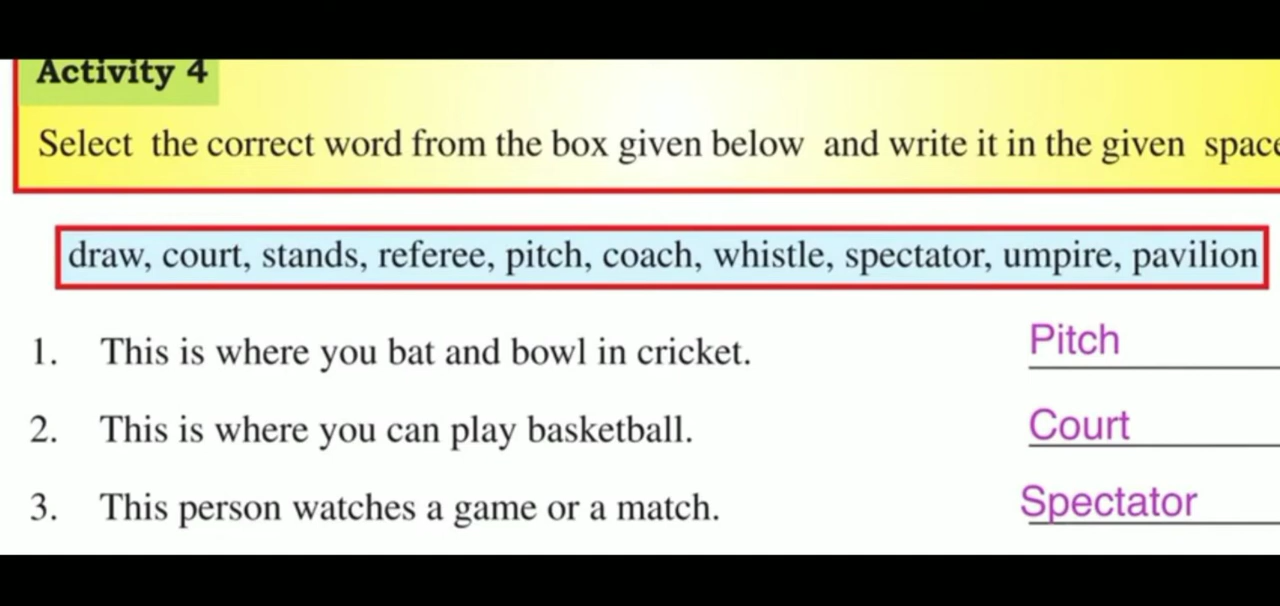 Activity 4
Select the correct word from the box given below and write it in the given space
draw, court, stands, referee, pitch, coach, whistle, spectator, umpire, pavilion
1. This is where you bat and bowl in cricket. Pitch
2. This is where you can play basketball. Court
3. This person watches a game or a match. Spectator